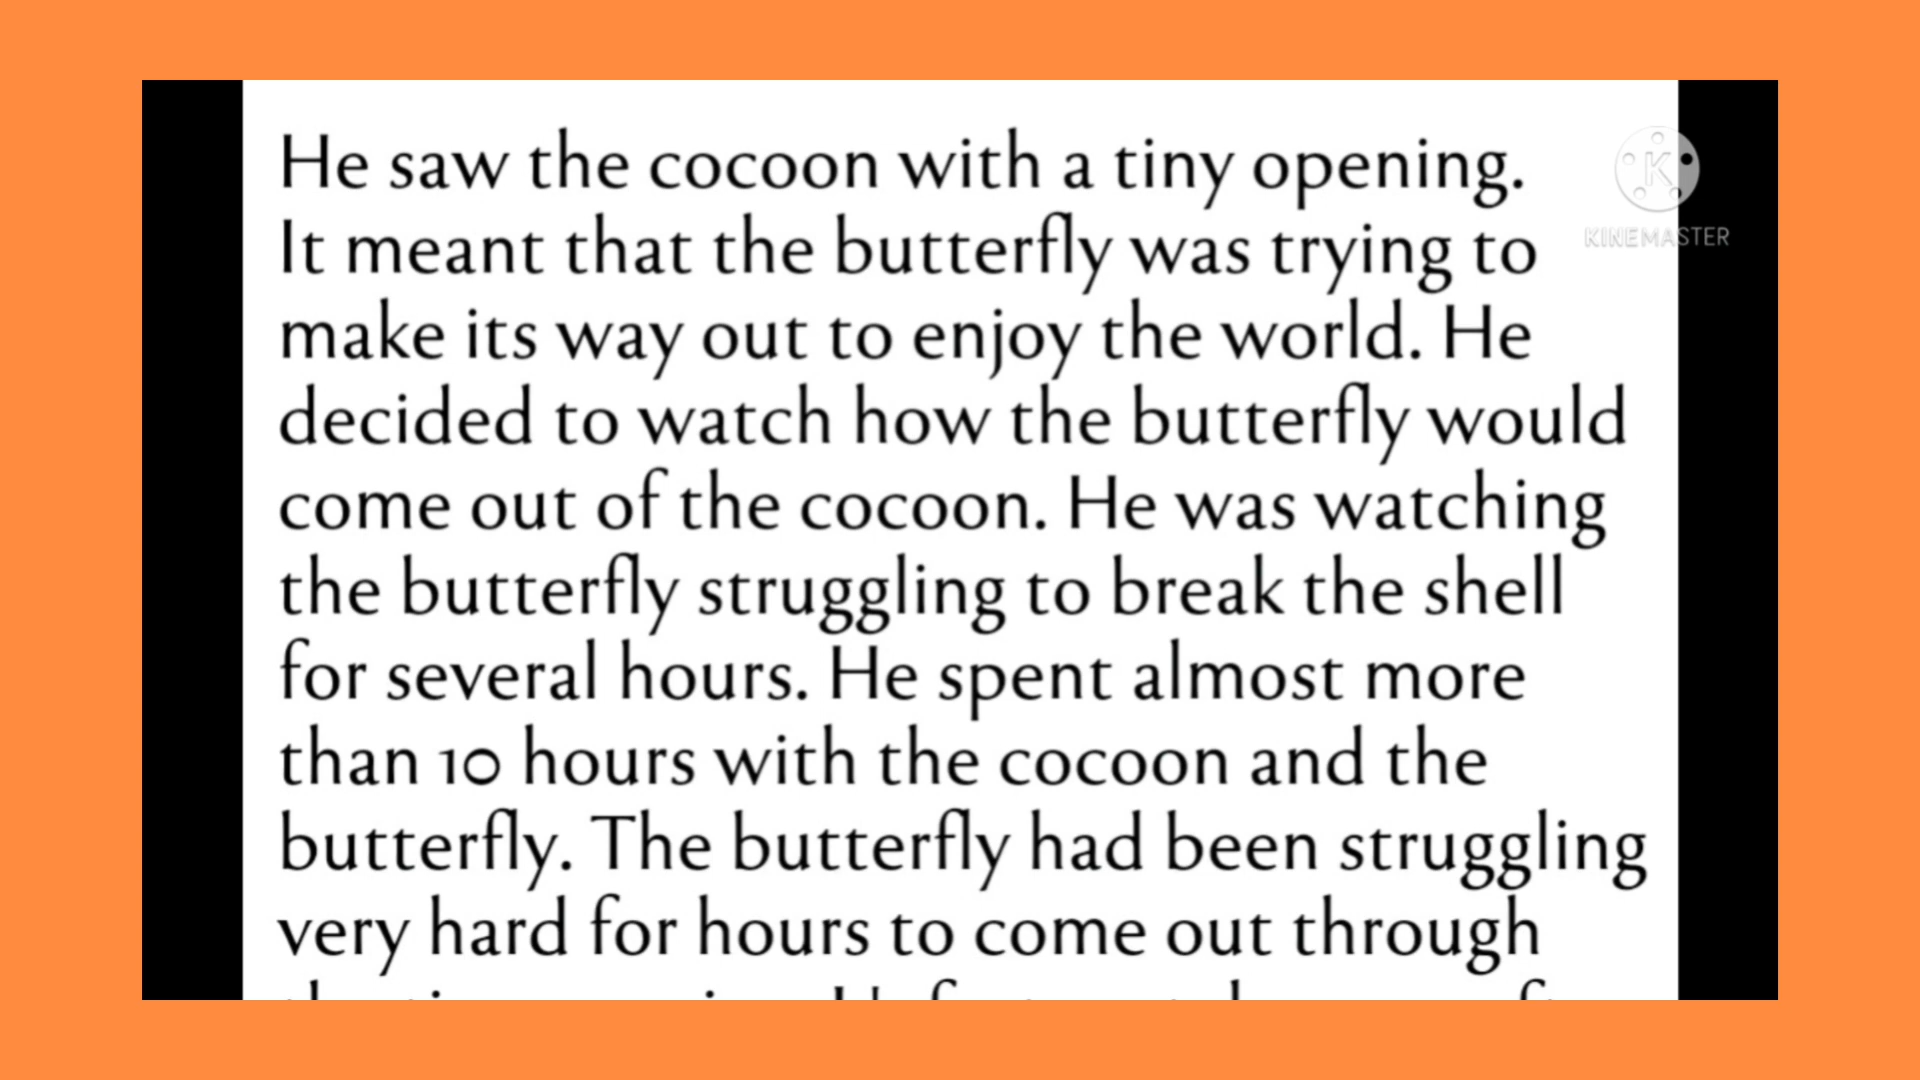 He saw the cocoon with a tiny opening.
It meant that the butterfly was trying to
make its way out to enjoy the world. He
decided to watch how the butterfly would
come out of the cocoon. He was watching
the butterfly struggling to break the shell
for several hours. He spent almost more
than 10 hours with the cocoon and the
butterfly. The butterfly had been struggling
very hard for hours to come out through
K
KINEMASTER